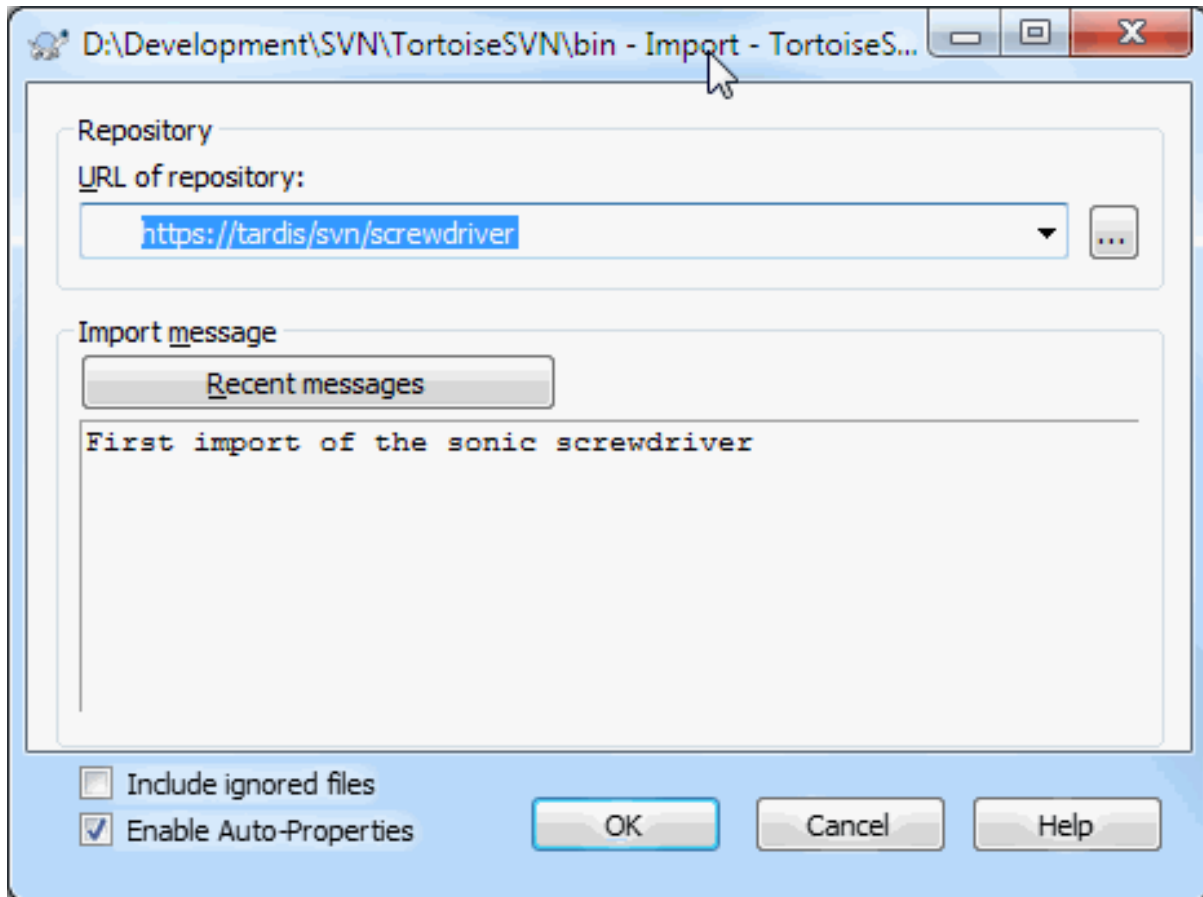 D:\Development\SVN\TortoiseSVN\bin - Import - TortoiseS...
Repository
URL of repository:
https://tardis/svn/screwdriver
...
Import message
Recent messages
First import of the sonic screwdriver
Include ignored files
Enable Auto-Properties
OK
Cancel
Help